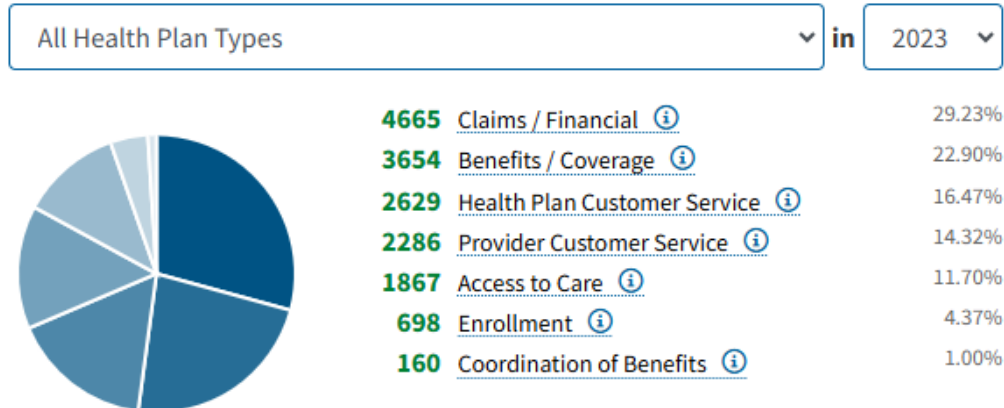 All Health Plan Types in 2023
4665 Claims / Financial 29.23%
3654 Benefits / Coverage 22.90%
2629 Health Plan Customer Service 16.47%
2286 Provider Customer Service 14.32%
1867 Access to Care 11.70%
698 Enrollment 4.37%
160 Coordination of Benefits 1.00%